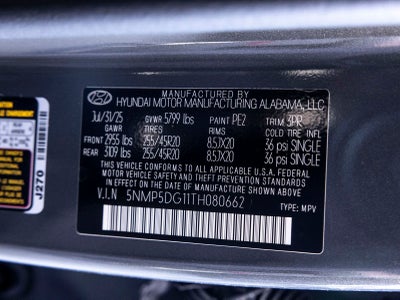 MANUFACTURED BY
HYUNDAI MOTOR MANUFACTURING ALABAMA, LLC
Jul/31/25 GVWR 5799 lbs PAINT PE2 TRIM 3PR
GAWR TIRES RIMS COLD TIRE INFL
FRONT 2955 lbs 255/45R20 8.5JX20 36 psi SINGLE
REAR 3109 lbs 255/45R20 8.5JX20 36 psi SINGLE
THIS VEHICLE CONFORMS TO ALL APPLICABLE U.S. FEDERAL
MOTOR VEHICLE SAFETY STANDARDS IN EFFECT ON
THE DATE OF MANUFACTURE SHOWN ABOVE.
V.I.N 5NMP5DG11TH080662 TYPE: MPV
J270